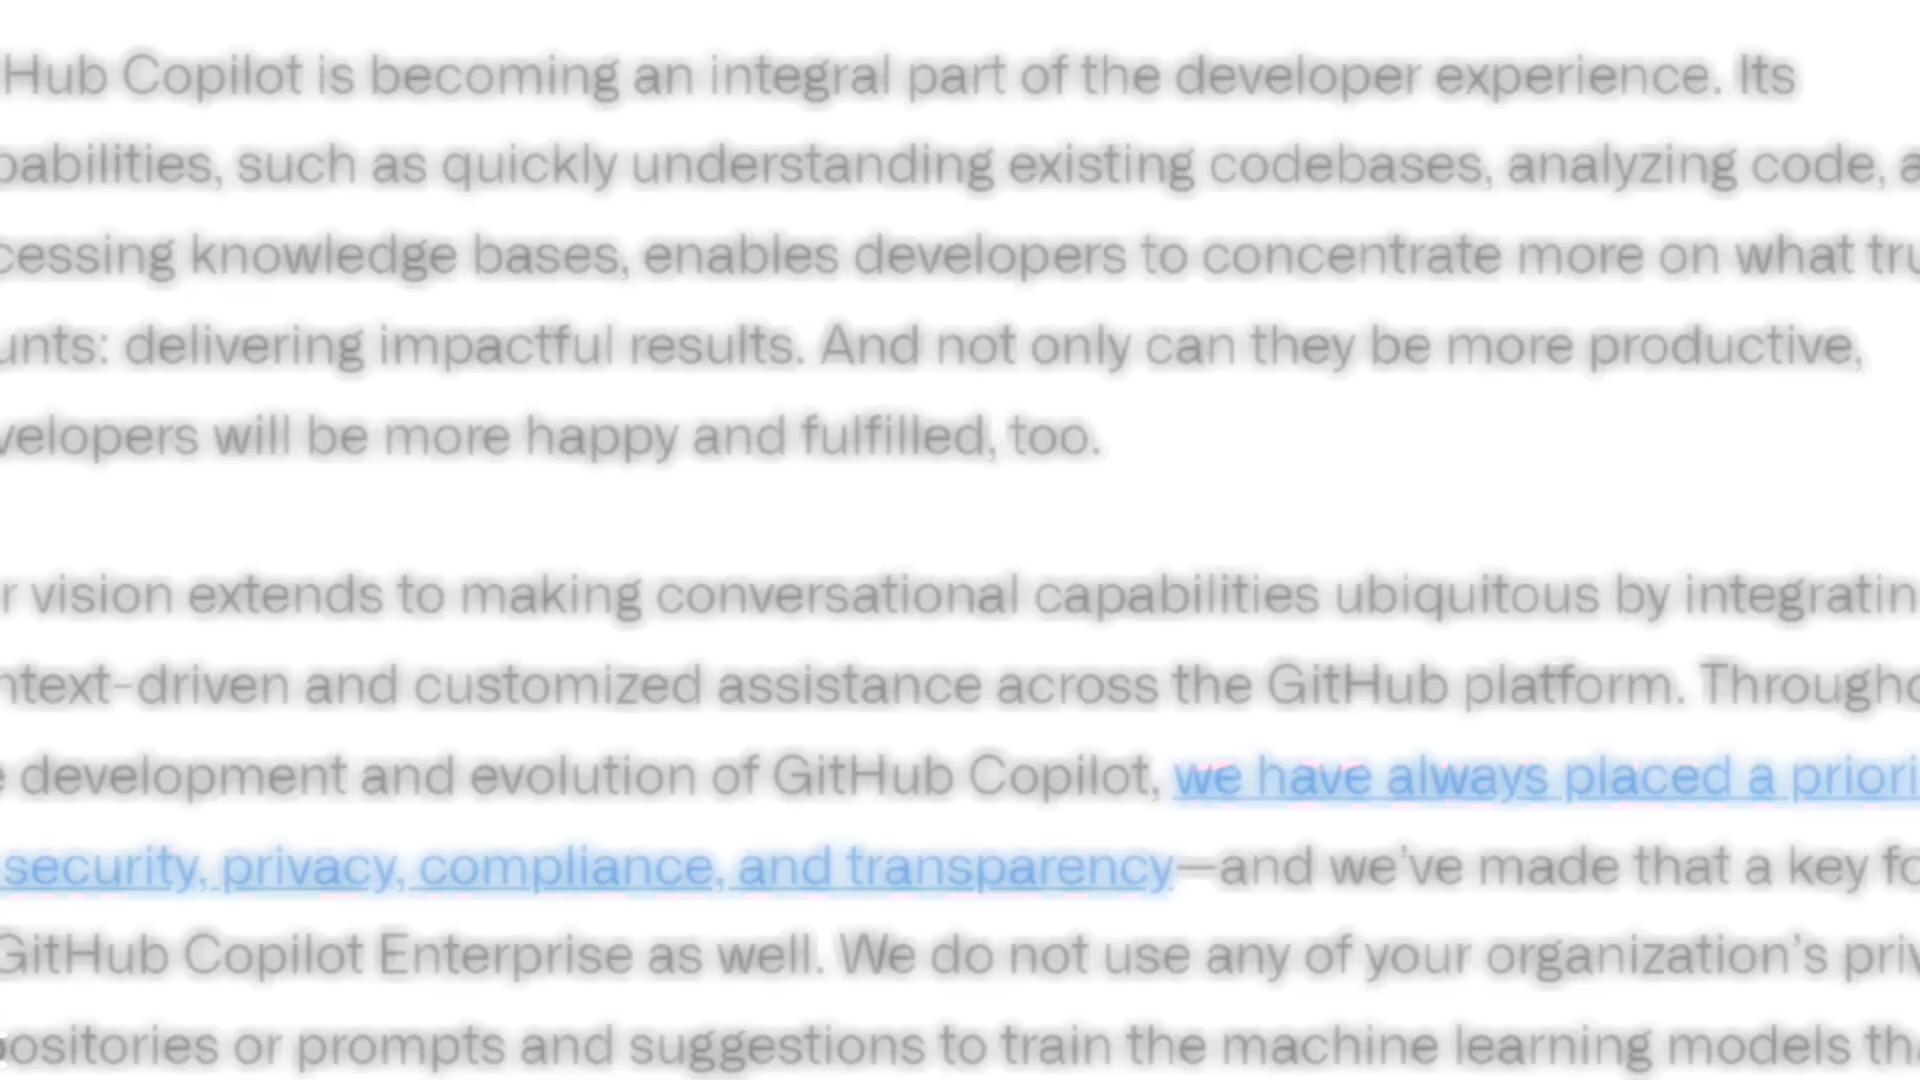 Hub Copilot is becoming an integral part of the developer experience. Its
pabilities, such as quickly understanding existing codebases, analyzing code, a
cessing knowledge bases, enables developers to concentrate more on what tru
unts: delivering impactful results. And not only can they be more productive,
velopers will be more happy and fulfilled, too.
r vision extends to making conversational capabilities ubiquitous by integratin
ntext-driven and customized assistance across the GitHub platform. Througho
e development and evolution of GitHub Copilot, we have always placed a priori
security, privacy, compliance, and transparency—and we’ve made that a key fo
GitHub Copilot Enterprise as well. We do not use any of your organization’s priv
positories or prompts and suggestions to train the machine learning models tha